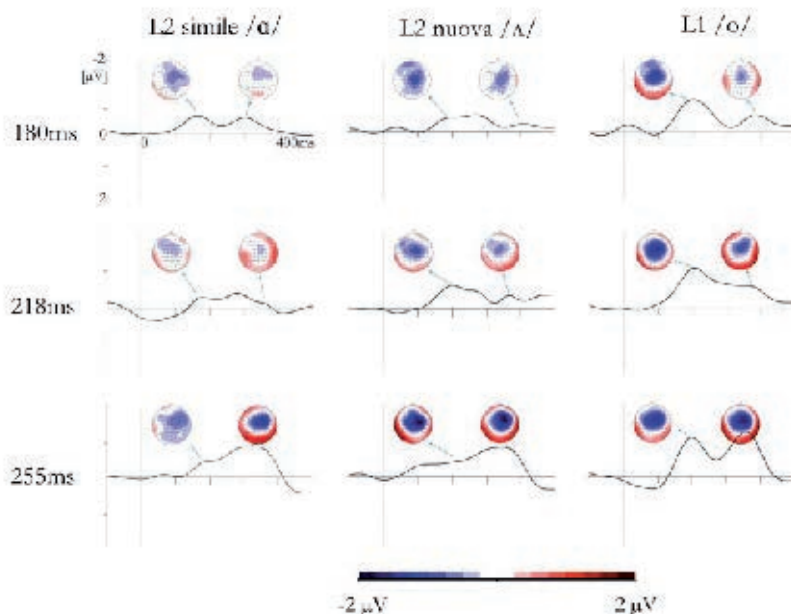 L2 simile /ɑ/
L2 nuova /ʌ/
L1 /o/
-2
[µV]
180ms
0
0
400ms
2
218ms
255ms
-2 µV
2 µV